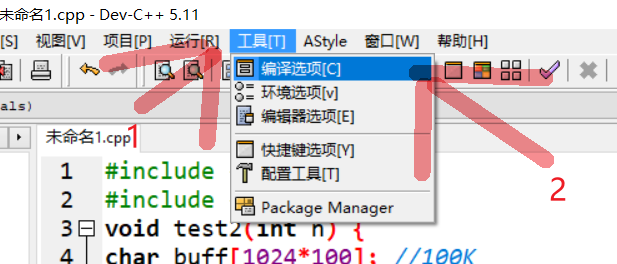 未命名1.cpp - Dev-C++ 5.11
[S] 视图[V] 项目[P] 运行[R] 工具[T] AStyle 窗口[W] 帮助[H]
编译选项[C]
环境选项[v]
编辑器选项[E]
快捷键选项[Y]
配置工具[T]
Package Manager
als)
未命名1.cpp
1
2
1 #include
2 #include
3 void test2(int n) {
4 char buff[1024*100]; //100K